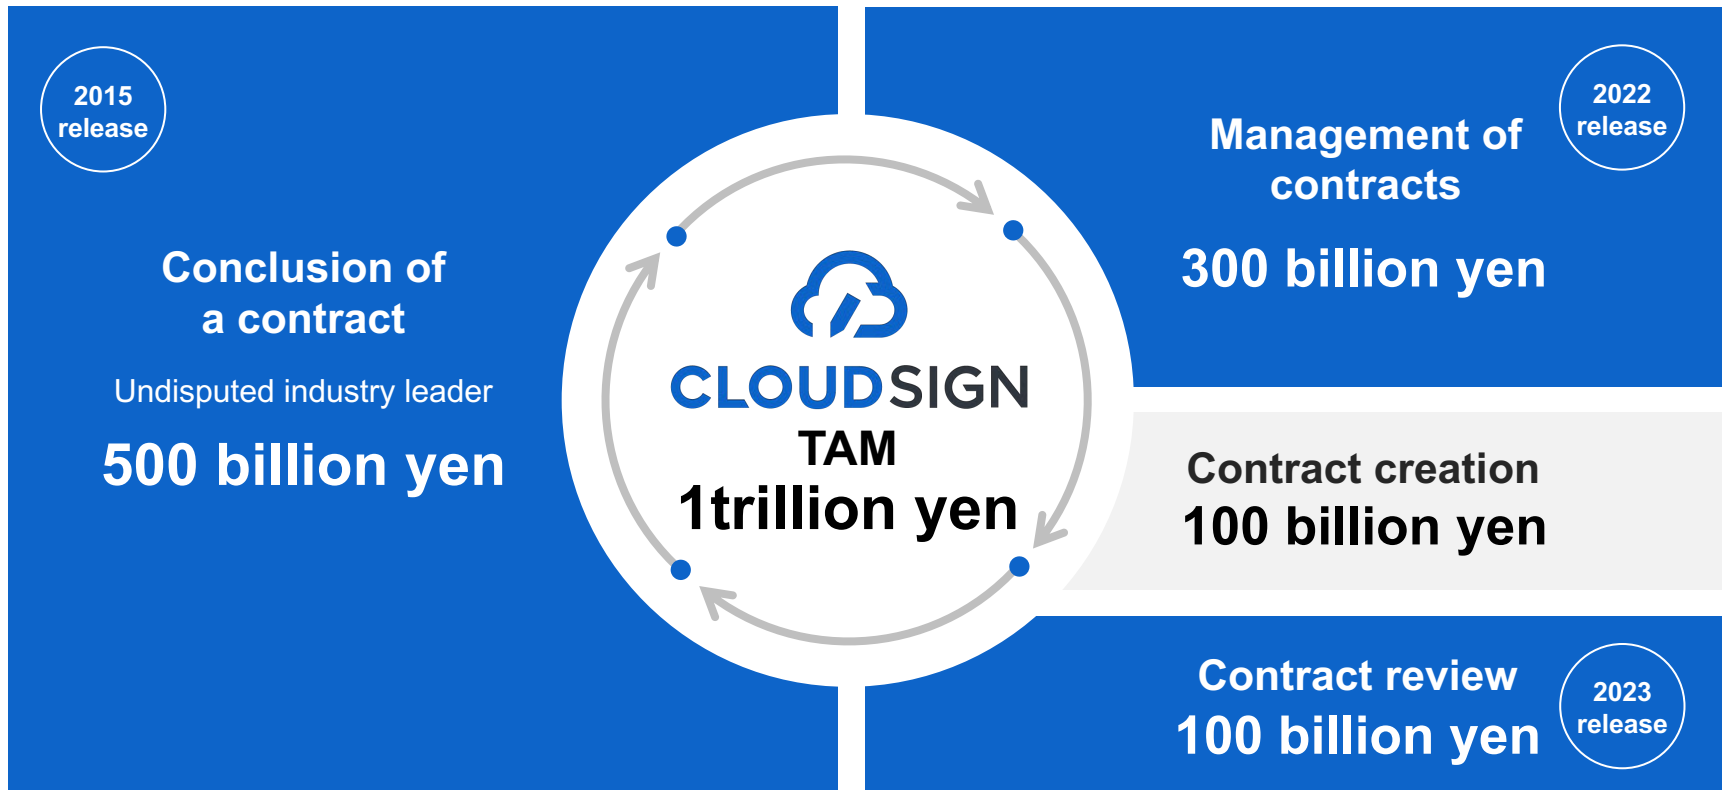 2015
release
Conclusion of
a contract
Undisputed industry leader
500 billion yen
CLOUDSIGN
TAM
1trillion yen
2022
release
Management of
contracts
300 billion yen
Contract creation
100 billion yen
Contract review
100 billion yen
2023
release